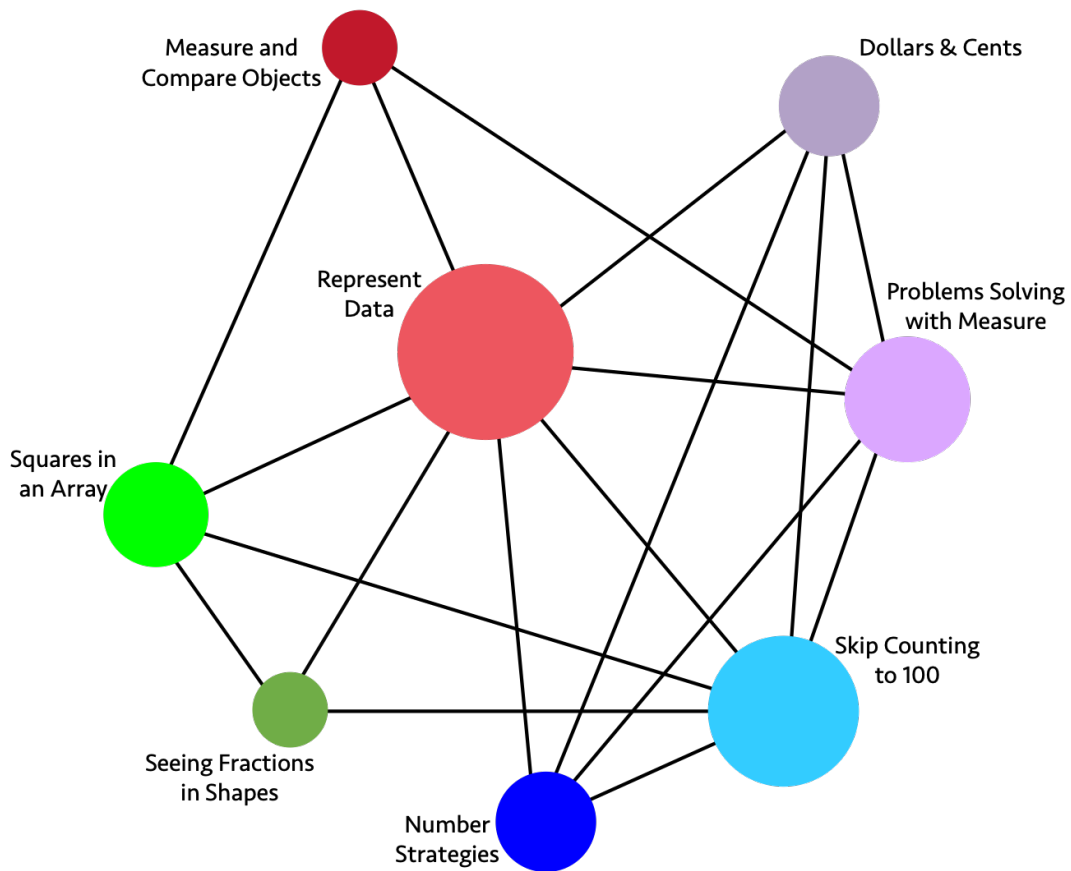 Measure and
Compare Objects
Dollars & Cents
Represent
Data
Problems Solving
with Measure
Squares in
an Array
Skip Counting
to 100
Seeing Fractions
in Shapes
Number
Strategies